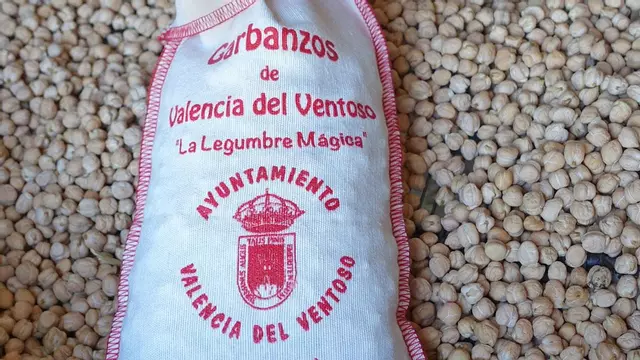 Garbanzos
de
Valencia del Ventoso
"La Legumbre Mágica"
AYUNTAMIENTO
VALENCIA DEL VENTOSO